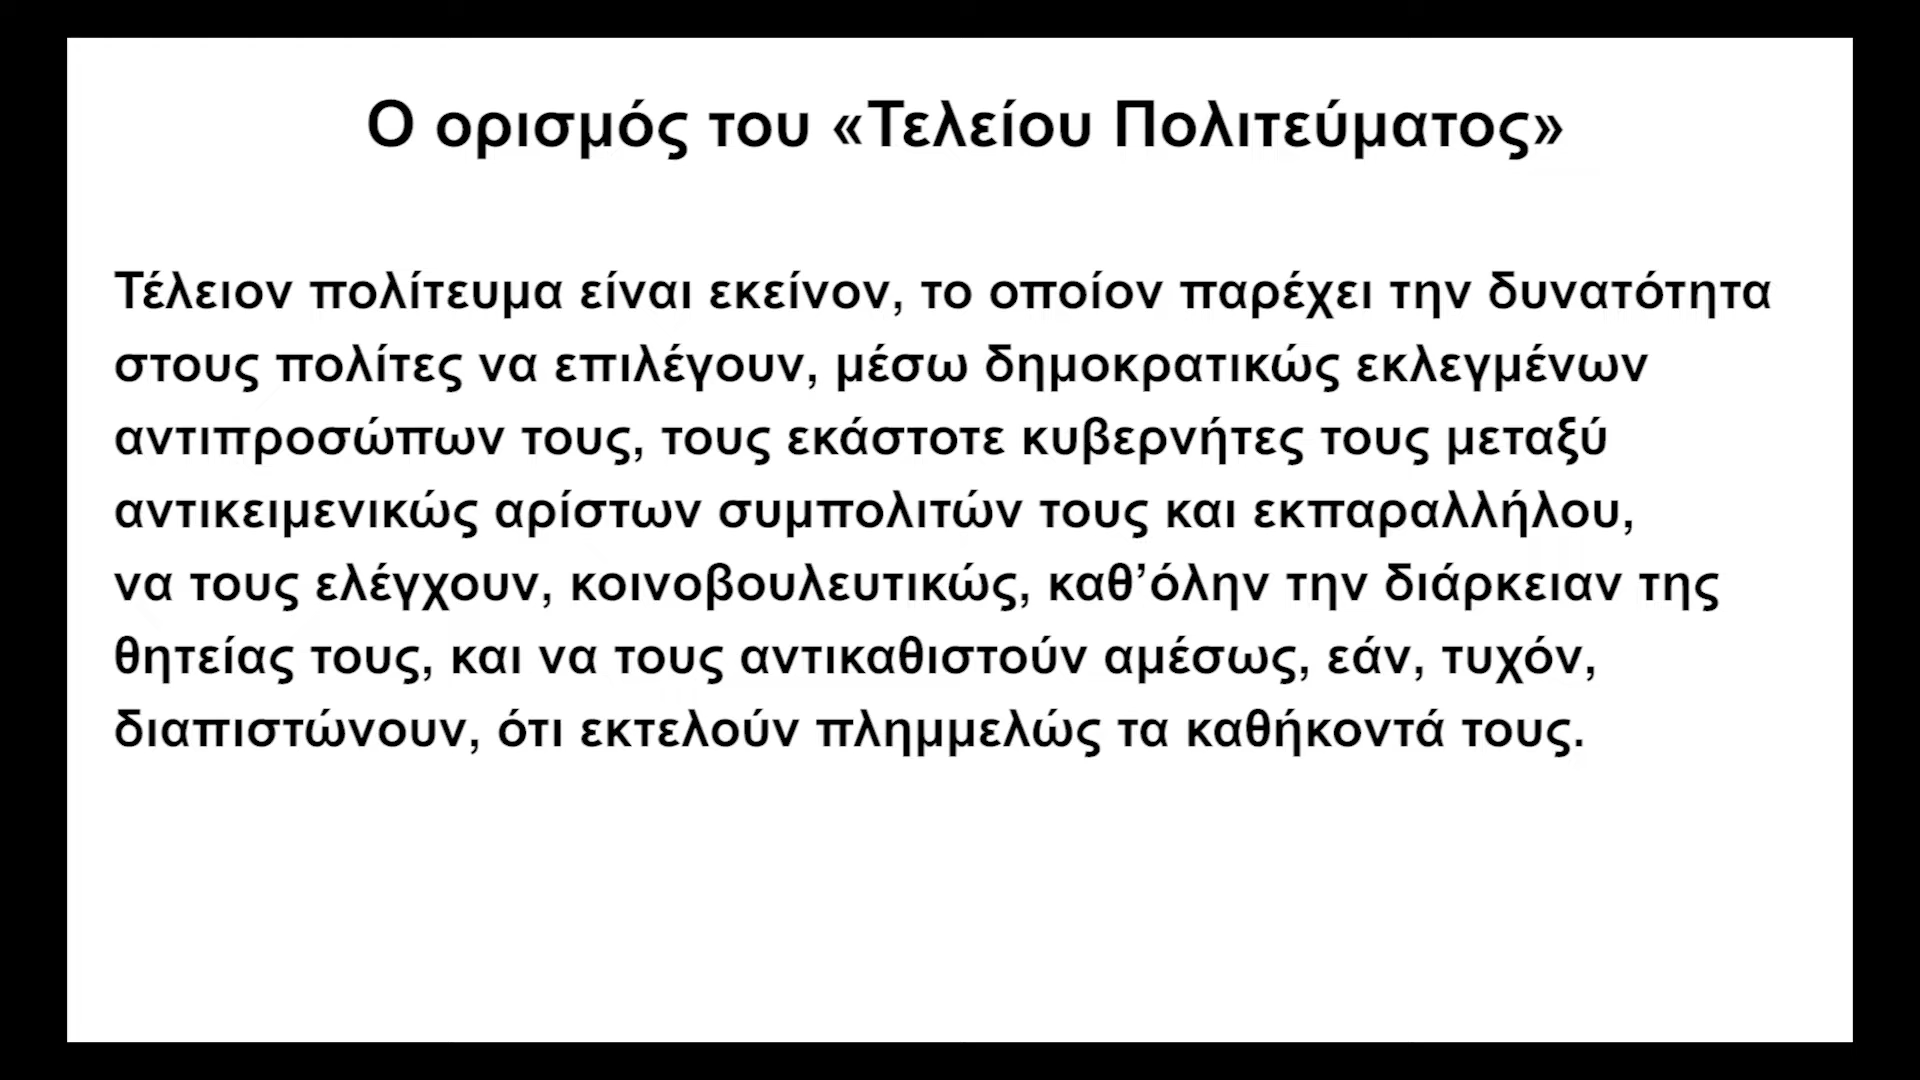 Ο ορισμός του «Τελείου Πολιτεύματος»
Τέλειον πολίτευμα είναι εκείνον, το οποίον παρέχει την δυνατότητα
στους πολίτες να επιλέγουν, μέσω δημοκρατικώς εκλεγμένων
αντιπροσώπων τους, τους εκάστοτε κυβερνήτες τους μεταξύ
αντικειμενικώς αρίστων συμπολιτών τους και εκπαραλλήλου,
να τους ελέγχουν, κοινοβουλευτικώς, καθ’όλην την διάρκειαν της
θητείας τους, και να τους αντικαθιστούν αμέσως, εάν, τυχόν,
διαπιστώνουν, ότι εκτελούν πλημμελώς τα καθήκοντά τους.